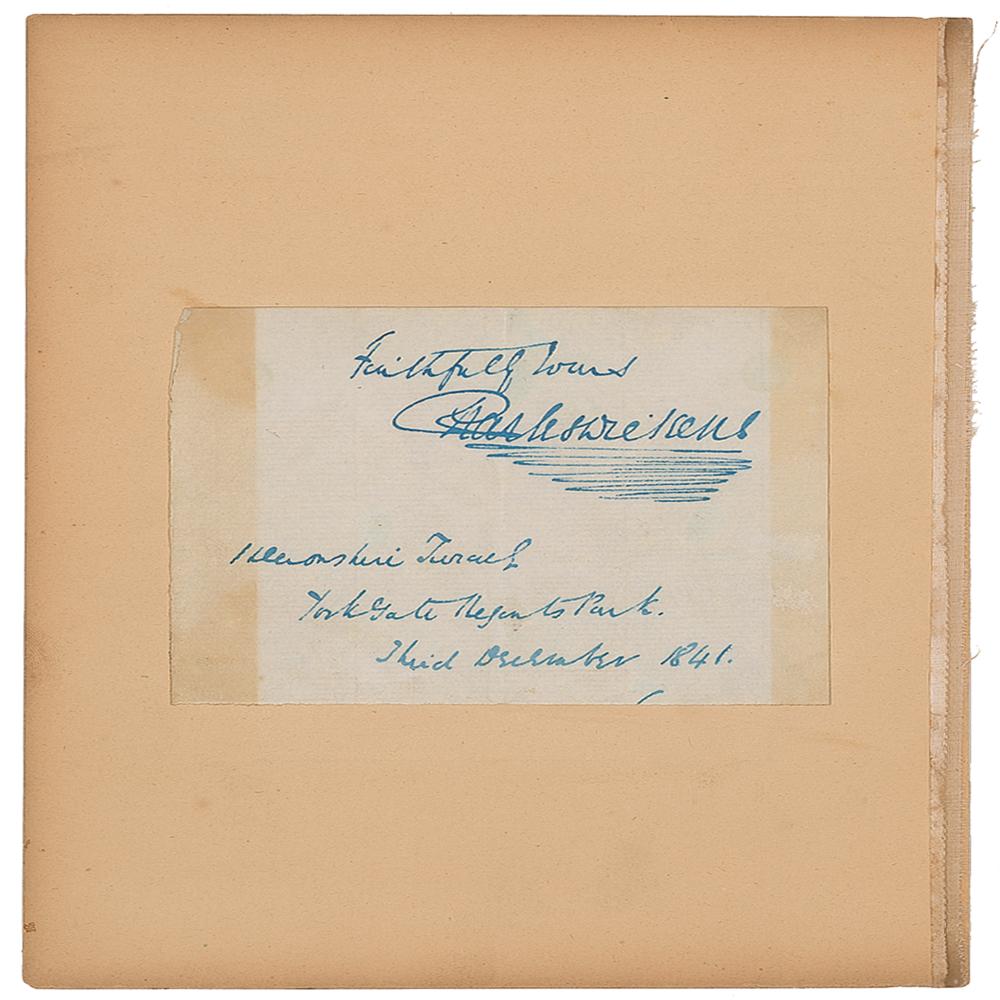 Faithfully Yours
Charles Dickens
1 Devonshire Terrace
York Gate Regents Park.
Third December 1841.